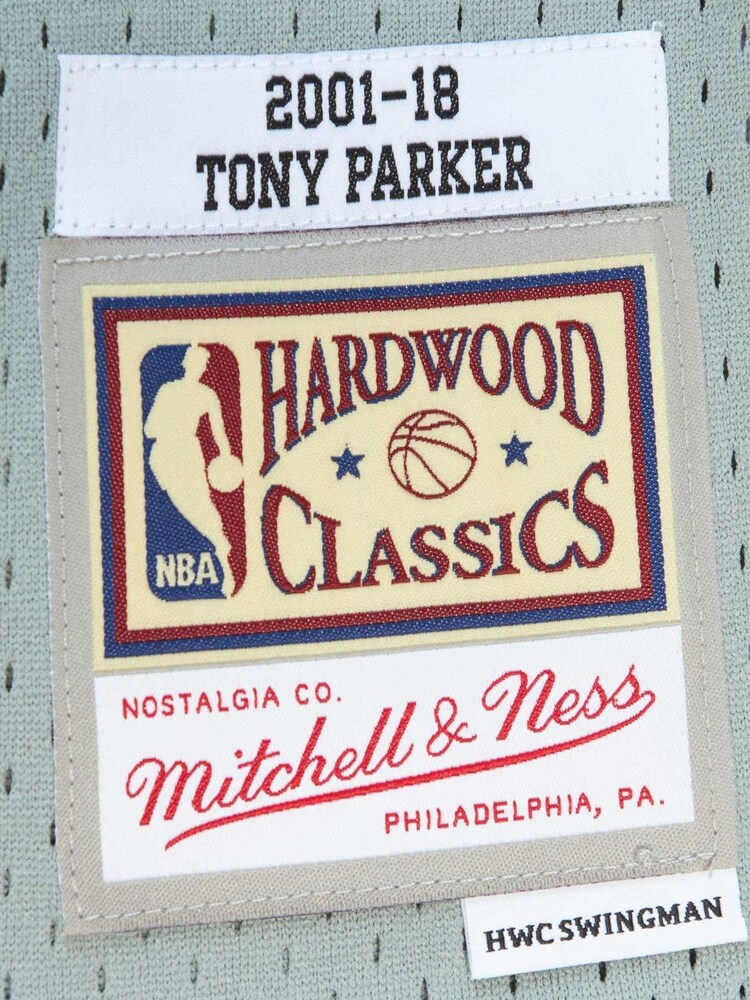 2001-18
TONY PARKER
HARDWOOD
CLASSICS
NBA
NOSTALGIA CO.
Mitchell & Ness
PHILADELPHIA, PA.
HWC SWINGMAN